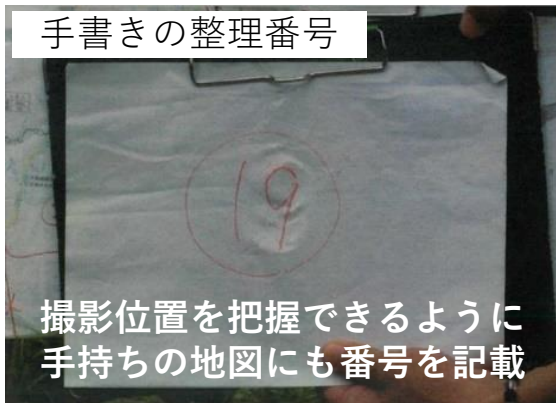 手書きの整理番号
19
撮影位置を把握できるように
手持ちの地図にも番号を記載